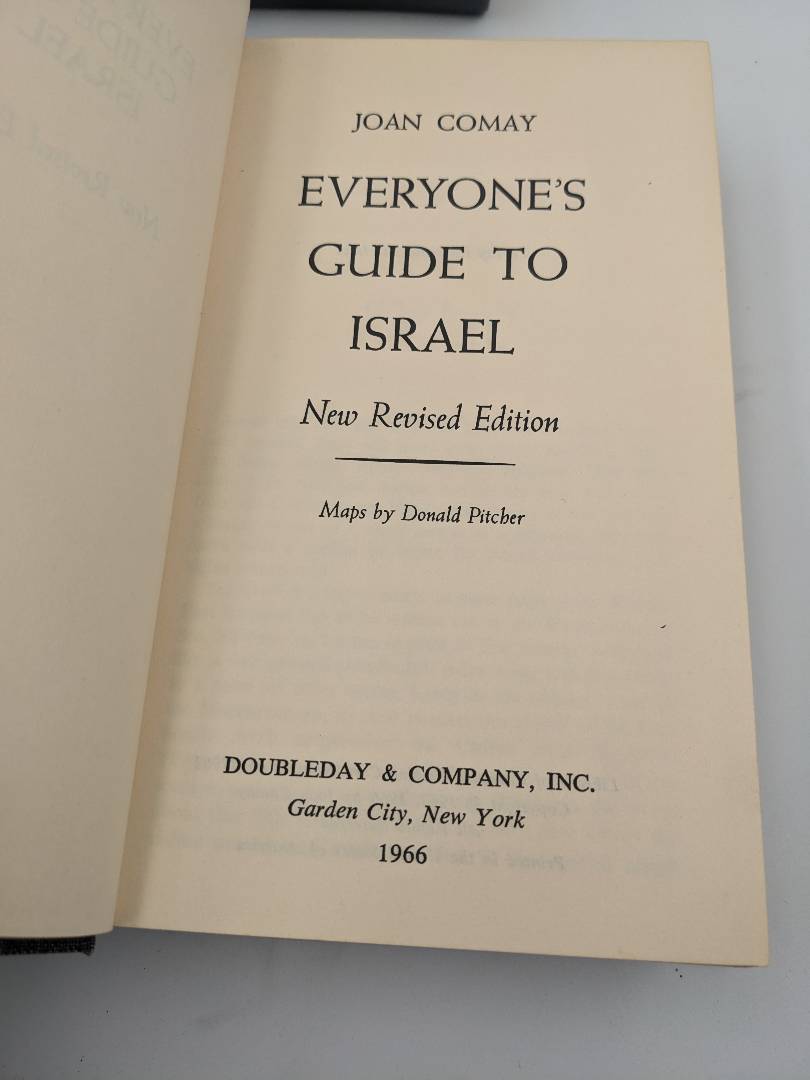 JOAN COMAY
EVERYONE'S
GUIDE TO
ISRAEL
New Revised Edition
Maps by Donald Pitcher
DOUBLEDAY & COMPANY, INC.
Garden City, New York
1966